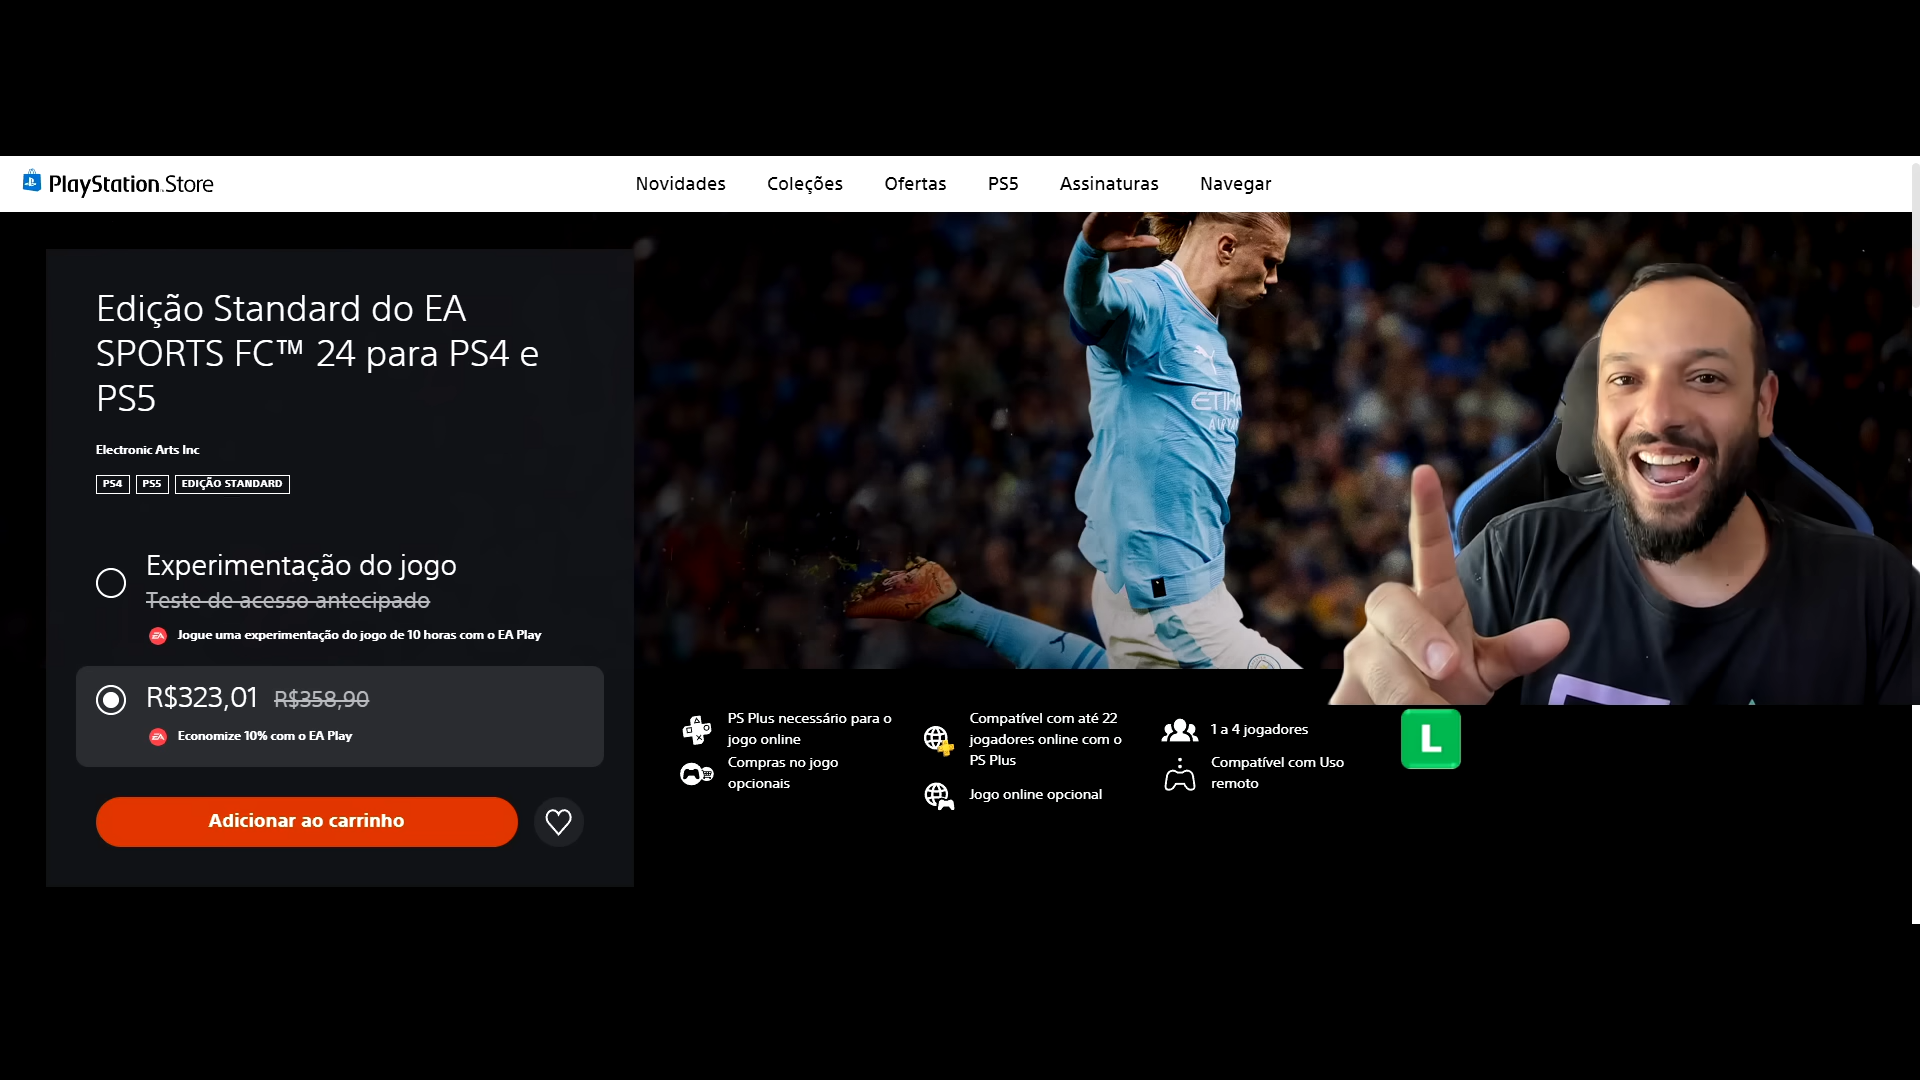 PlayStation Store
Novidades
Coleções
Ofertas
PS5
Assinaturas
Navegar
Edição Standard do EA
SPORTS FC™ 24 para PS4 e
PS5
Electronic Arts Inc
PS4
PS5
EDIÇÃO STANDARD
Experimentação do jogo
Teste de acesso antecipado
EA Jogue uma experimentação do jogo de 10 horas com o EA Play
R$323,01 R$358,90
EA Economize 10% com o EA Play
Adicionar ao carrinho
PS Plus necessário para o
jogo online
Compras no jogo
opcionais
Compatível com até 22
jogadores online com o
PS Plus
Jogo online opcional
1 a 4 jogadores
Compatível com Uso
remoto
L